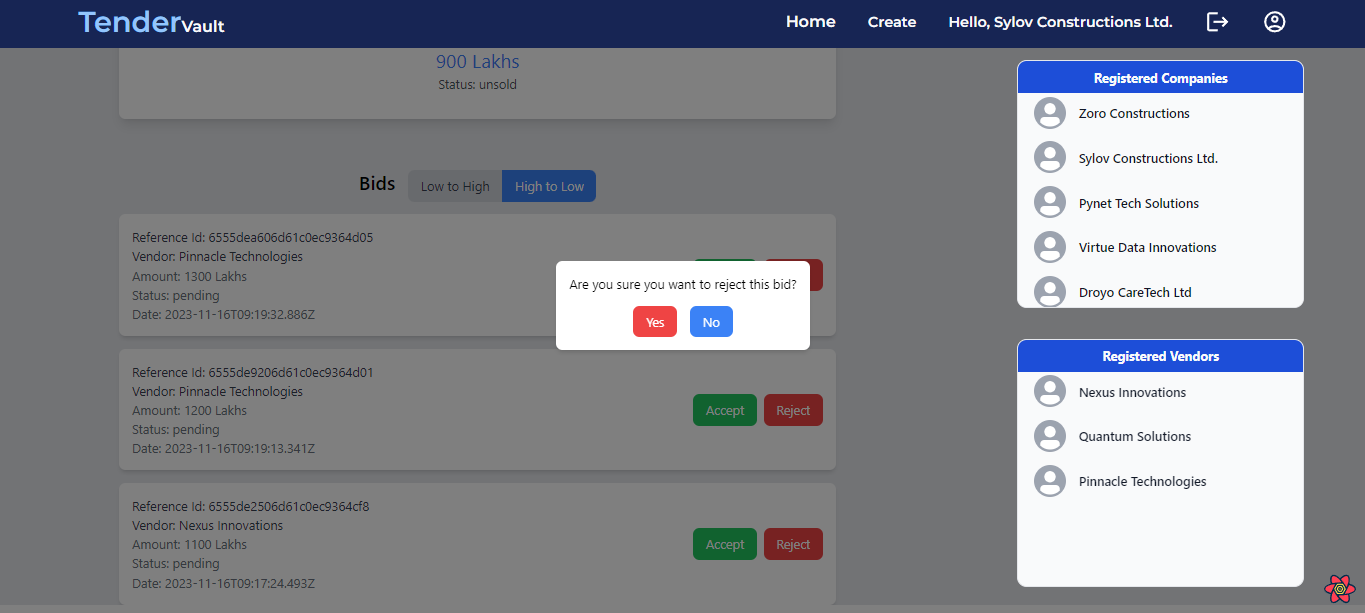 TenderVault
Home
Create
Hello, Sylov Constructions Ltd.
900 Lakhs
Status: unsold
Bids
Low to High
High to Low
Reference Id: 6555dea606d61c0ec9364d05
Vendor: Pinnacle Technologies
Amount: 1300 Lakhs
Status: pending
Date: 2023-11-16T09:19:32.886Z
Are you sure you want to reject this bid?
Yes
No
Reference Id: 6555de9206d61c0ec9364d01
Vendor: Pinnacle Technologies
Amount: 1200 Lakhs
Status: pending
Date: 2023-11-16T09:19:13.341Z
Accept
Reject
Reference Id: 6555de2506d61c0ec9364cf8
Vendor: Nexus Innovations
Amount: 1100 Lakhs
Status: pending
Date: 2023-11-16T09:17:24.493Z
Accept
Reject
Registered Companies
Zoro Constructions
Sylov Constructions Ltd.
Pynet Tech Solutions
Virtue Data Innovations
Droyo CareTech Ltd
Registered Vendors
Nexus Innovations
Quantum Solutions
Pinnacle Technologies